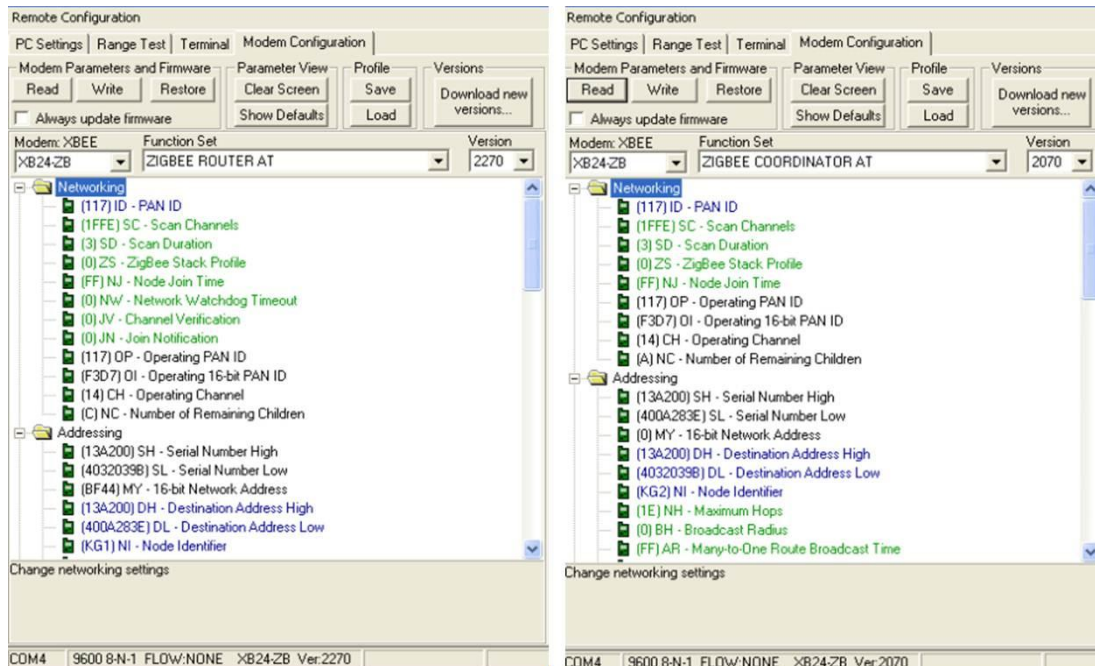 Remote Configuration
PC Settings Range Test Terminal Modem Configuration
Modem Parameters and Firmware Parameter View Profile Versions
Read Write Restore Clear Screen Save Download new versions...
Always update firmware Show Defaults Load
Modem: XBEE Function Set Version
XB24-ZB ZIGBEE ROUTER AT 2270
Networking
(117) ID - PAN ID
(1FFE) SC - Scan Channels
(3) SD - Scan Duration
(0) ZS - ZigBee Stack Profile
(FF) NJ - Node Join Time
(0) NW - Network Watchdog Timeout
(0) JV - Channel Verification
(0) JN - Join Notification
(117) OP - Operating PAN ID
(F3D7) OI - Operating 16-bit PAN ID
(14) CH - Operating Channel
(C) NC - Number of Remaining Children
Addressing
(13A200) SH - Serial Number High
(4032039B) SL - Serial Number Low
(BF44) MY - 16-bit Network Address
(13A200) DH - Destination Address High
(400A283E) DL - Destination Address Low
(KG1) NI - Node Identifier
Change networking settings
COM4 9600 8-N-1 FLOW:NONE XB24-ZB Ver:2270
Remote Configuration
PC Settings Range Test Terminal Modem Configuration
Modem Parameters and Firmware Parameter View Profile Versions
Read Write Restore Clear Screen Save Download new versions...
Always update firmware Show Defaults Load
Modem: XBEE Function Set Version
XB24-ZB ZIGBEE COORDINATOR AT 2070
Networking
(117) ID - PAN ID
(1FFE) SC - Scan Channels
(3) SD - Scan Duration
(0) ZS - ZigBee Stack Profile
(FF) NJ - Node Join Time
(117) OP - Operating PAN ID
(F3D7) OI - Operating 16-bit PAN ID
(14) CH - Operating Channel
(A) NC - Number of Remaining Children
Addressing
(13A200) SH - Serial Number High
(400A283E) SL - Serial Number Low
(0) MY - 16-bit Network Address
(13A200) DH - Destination Address High
(4032039B) DL - Destination Address Low
(KG2) NI - Node Identifier
(1E) NH - Maximum Hops
(0) BH - Broadcast Radius
(FF) AR - Many-to-One Route Broadcast Time
Change networking settings
COM4 9600 8-N-1 FLOW:NONE XB24-ZB Ver:2070